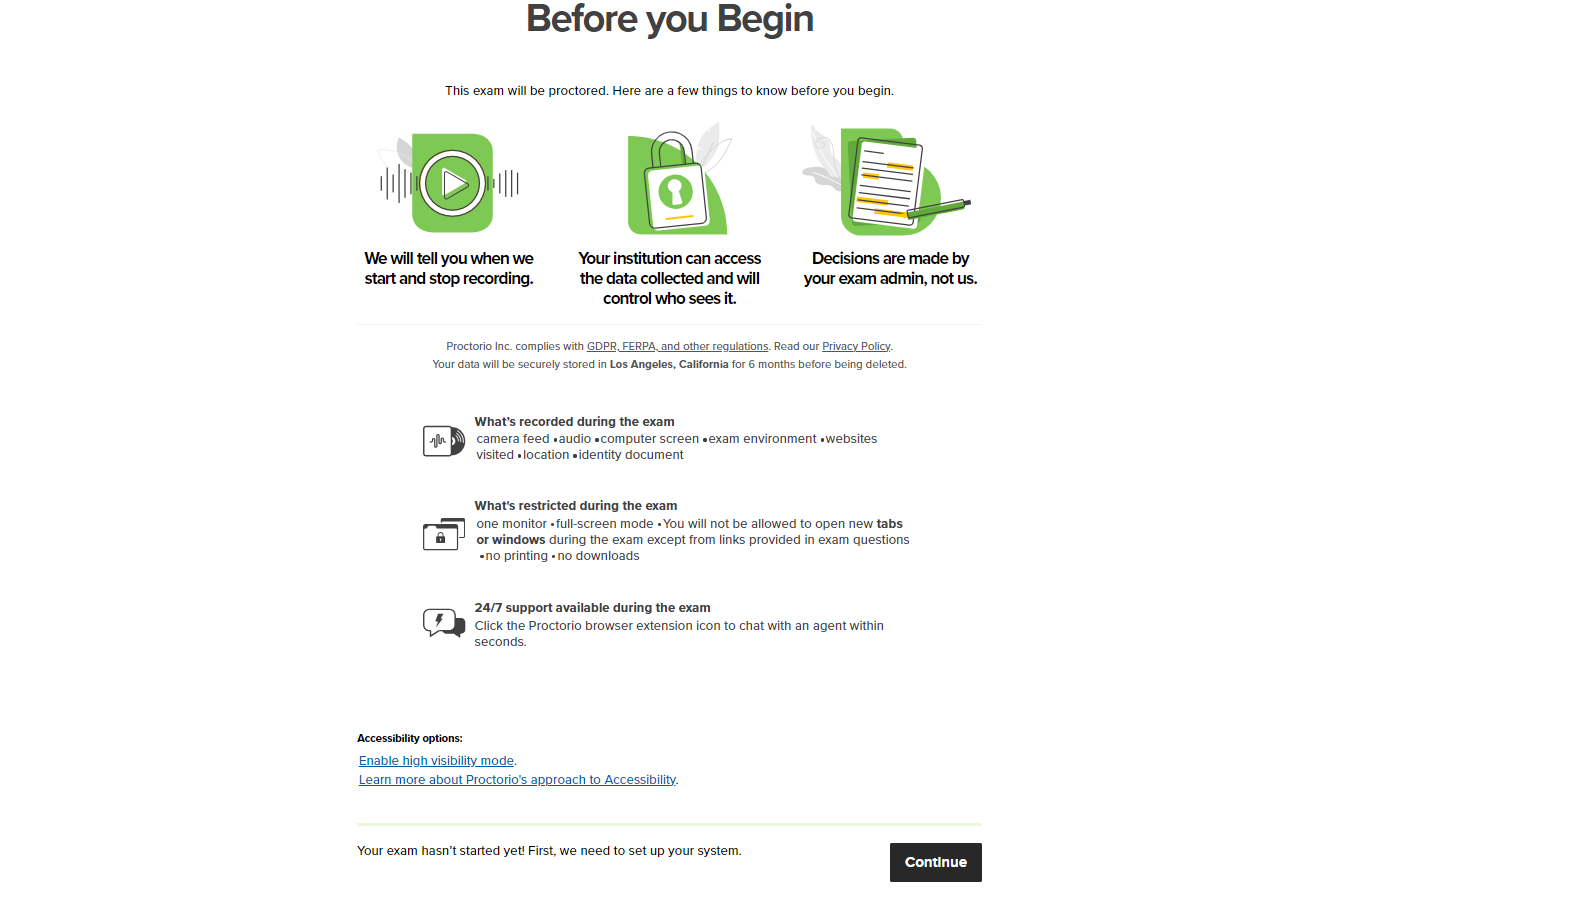 Before you Begin
This exam will be proctored. Here are a few things to know before you begin.
We will tell you when we
start and stop recording.
Your institution can access
the data collected and will
control who sees it.
Decisions are made by
your exam admin, not us.
Proctorio Inc. complies with GDPR, FERPA, and other regulations. Read our Privacy Policy.
Your data will be securely stored in Los Angeles, California for 6 months before being deleted.
What's recorded during the exam
camera feed • audio • computer screen • exam environment • websites
visited • location • identity document
What's restricted during the exam
one monitor • full-screen mode • You will not be allowed to open new tabs
or windows during the exam except from links provided in exam questions
• no printing • no downloads
24/7 support available during the exam
Click the Proctorio browser extension icon to chat with an agent within
seconds.
Accessibility options:
Enable high visibility mode.
Learn more about Proctorio's approach to Accessibility.
Your exam hasn't started yet! First, we need to set up your system.
Continue